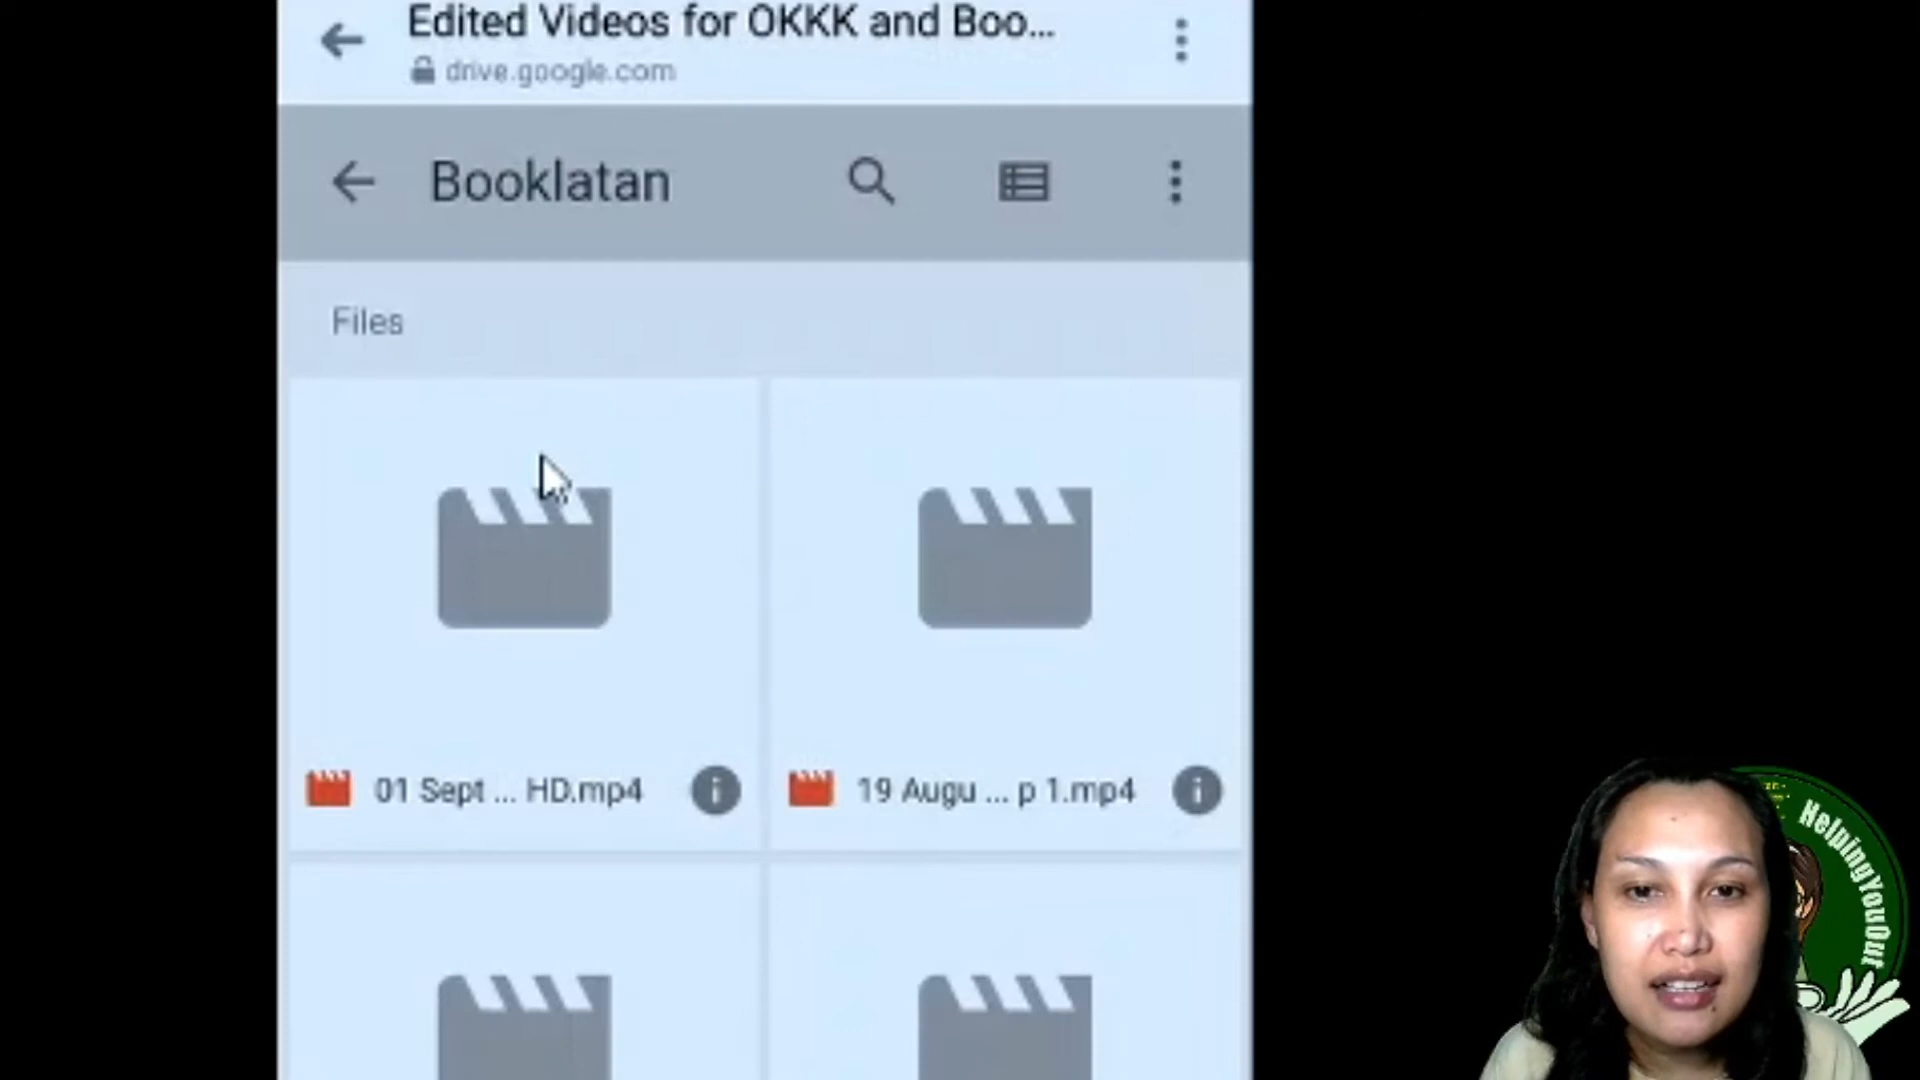 Edited Videos for OKKK and Boo...
drive.google.com
Booklatan
Files
01 Sept ... HD.mp4
19 Augu ... p 1.mp4
HelpingYouOut